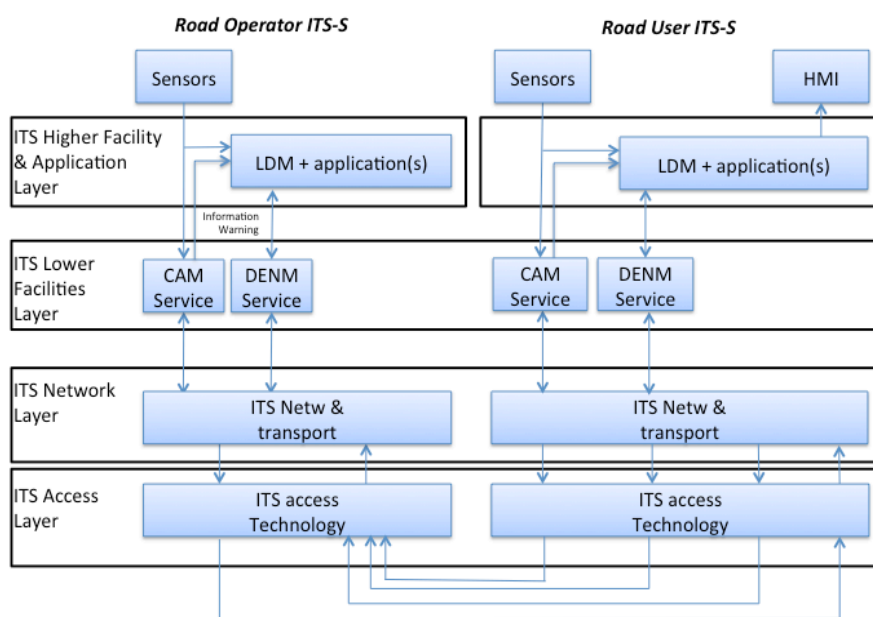 Road Operator ITS-S
Road User ITS-S
Sensors
Sensors
HMI
ITS Higher Facility
& Application
Layer
LDM + application(s)
LDM + application(s)
Information
Warning
ITS Lower
Facilities
Layer
CAM
Service
DENM
Service
CAM
Service
DENM
Service
ITS Network
Layer
ITS Netw &
transport
ITS Netw &
transport
ITS Access
Layer
ITS access
Technology
ITS access
Technology